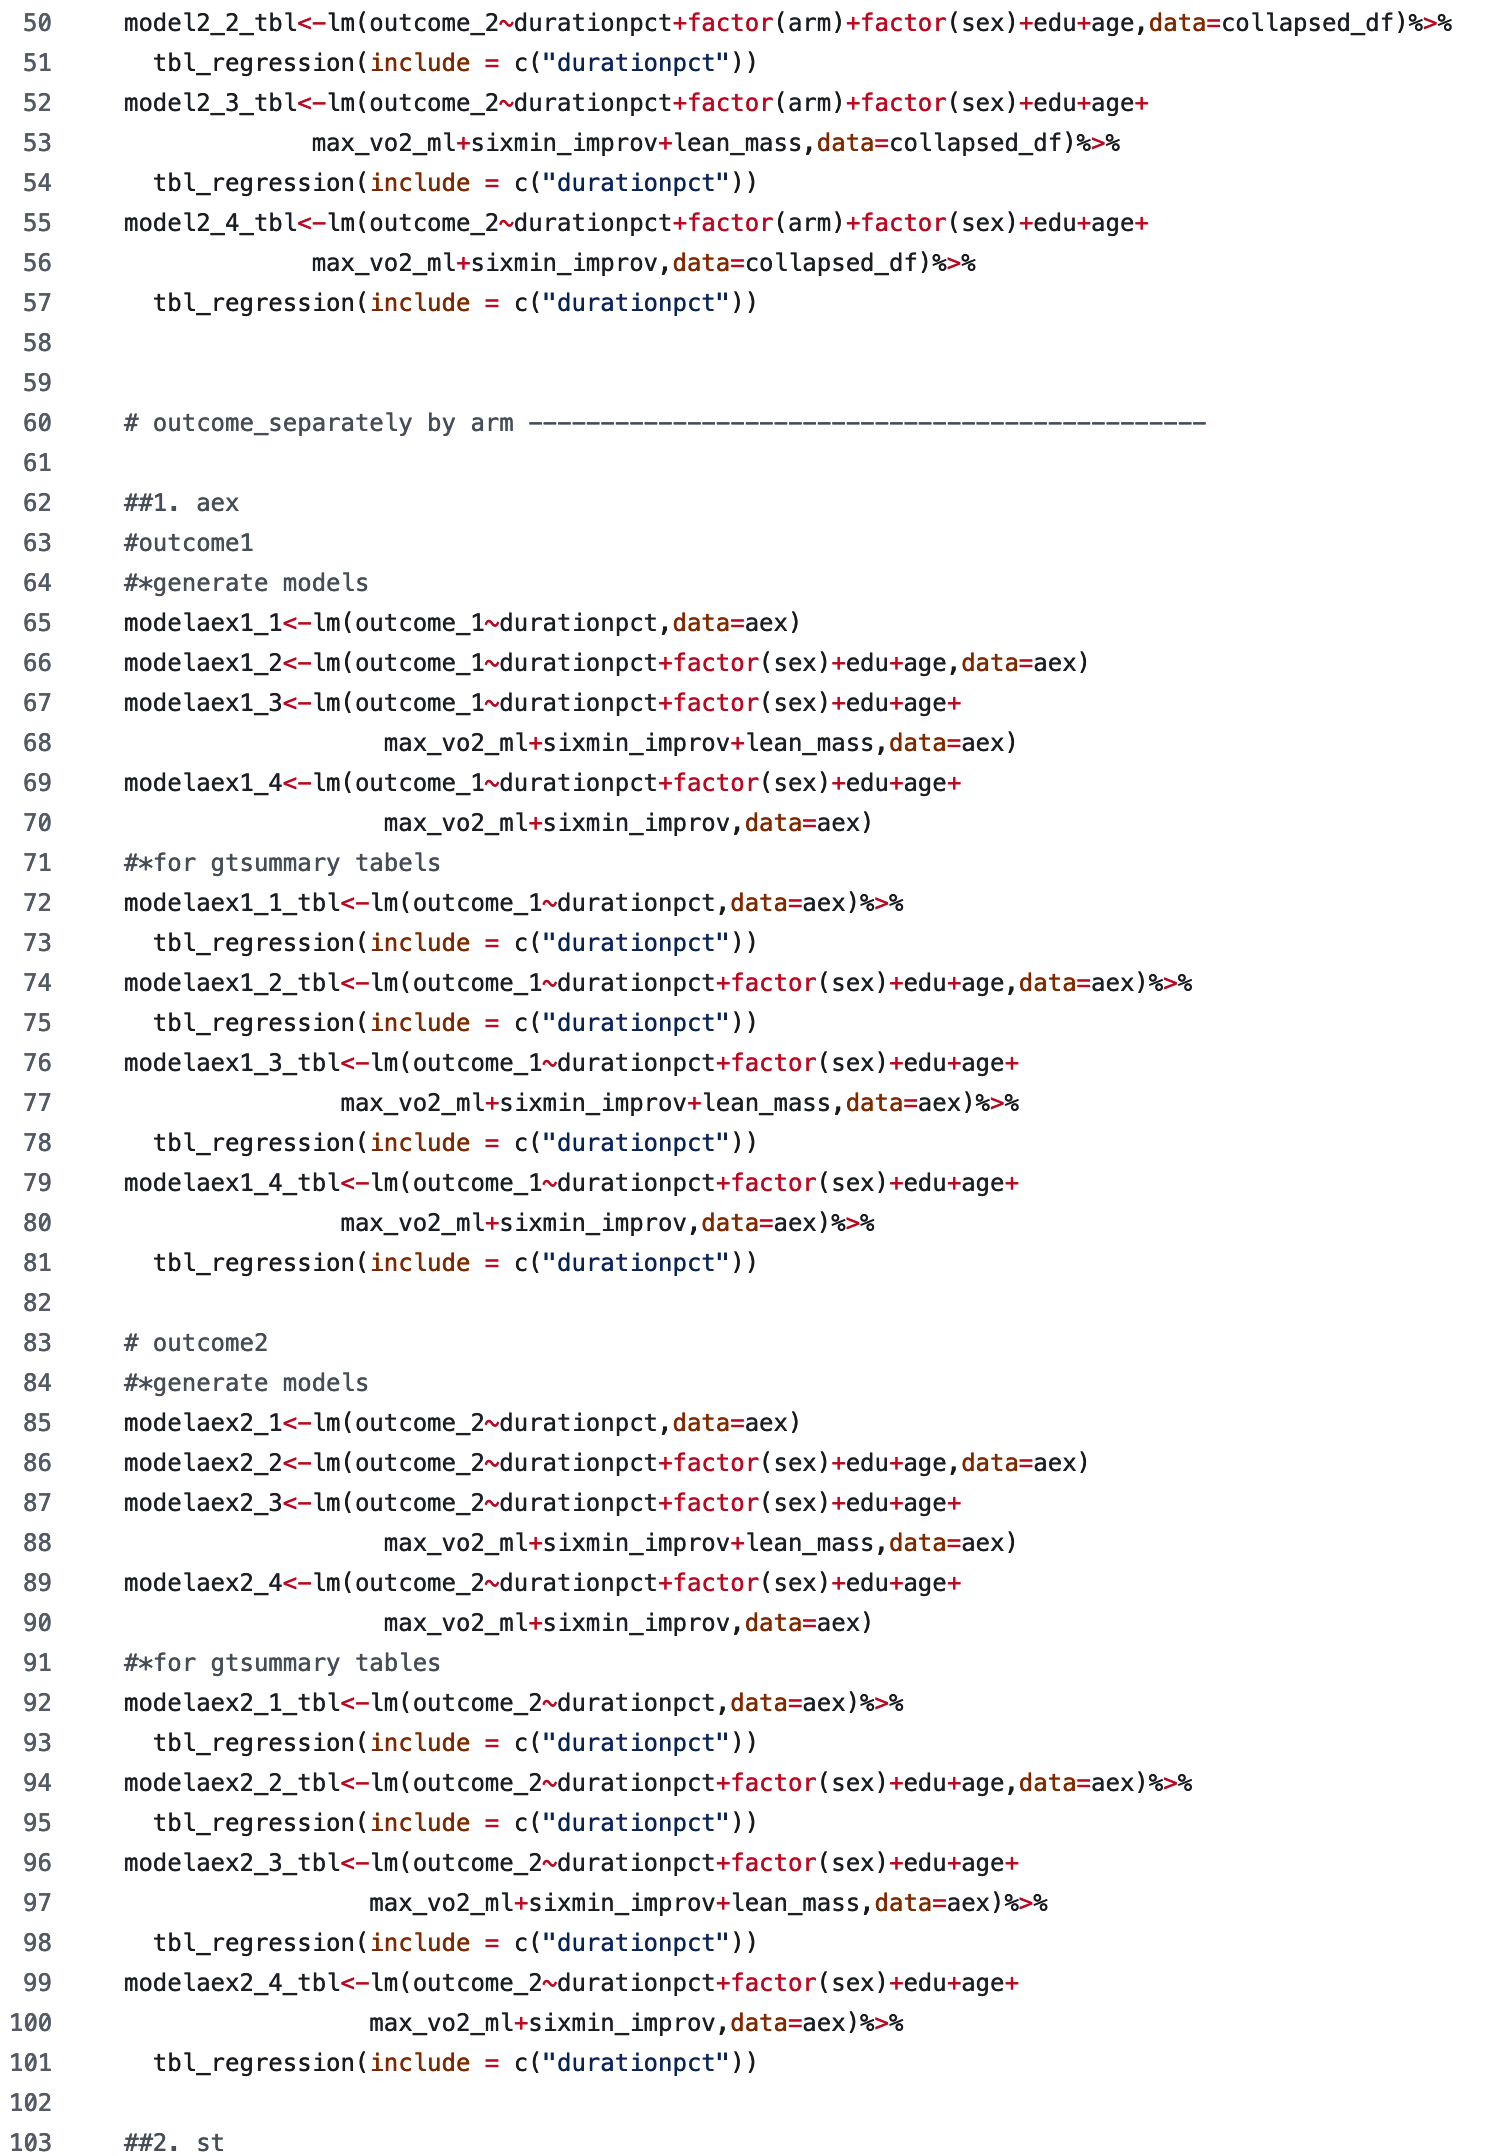 50 model2_2_tbl<-lm(outcome_2~durationpct+factor(arm)+factor(sex)+edu+age,data=collapsed_df)%>%
51   tbl_regression(include = c("durationpct"))
52 model2_3_tbl<-lm(outcome_2~durationpct+factor(arm)+factor(sex)+edu+age+
53              max_vo2_ml+sixmin_improv+lean_mass,data=collapsed_df)%>%
54   tbl_regression(include = c("durationpct"))
55 model2_4_tbl<-lm(outcome_2~durationpct+factor(arm)+factor(sex)+edu+age+
56              max_vo2_ml+sixmin_improv,data=collapsed_df)%>%
57   tbl_regression(include = c("durationpct"))
58
59
60 # outcome_separately by arm -----------------------------------------------
61
62 ##1. aex
63 #outcome1
64 #*generate models
65 modelaex1_1<-lm(outcome_1~durationpct,data=aex)
66 modelaex1_2<-lm(outcome_1~durationpct+factor(sex)+edu+age,data=aex)
67 modelaex1_3<-lm(outcome_1~durationpct+factor(sex)+edu+age+
68                   max_vo2_ml+sixmin_improv+lean_mass,data=aex)
69 modelaex1_4<-lm(outcome_1~durationpct+factor(sex)+edu+age+
70                   max_vo2_ml+sixmin_improv,data=aex)
71 #*for gtsummary tabels
72 modelaex1_1_tbl<-lm(outcome_1~durationpct,data=aex)%>%
73   tbl_regression(include = c("durationpct"))
74 modelaex1_2_tbl<-lm(outcome_1~durationpct+factor(sex)+edu+age,data=aex)%>%
75   tbl_regression(include = c("durationpct"))
76 modelaex1_3_tbl<-lm(outcome_1~durationpct+factor(sex)+edu+age+
77                max_vo2_ml+sixmin_improv+lean_mass,data=aex)%>%
78   tbl_regression(include = c("durationpct"))
79 modelaex1_4_tbl<-lm(outcome_1~durationpct+factor(sex)+edu+age+
80                max_vo2_ml+sixmin_improv,data=aex)%>%
81   tbl_regression(include = c("durationpct"))
82
83 # outcome2
84 #*generate models
85 modelaex2_1<-lm(outcome_2~durationpct,data=aex)
86 modelaex2_2<-lm(outcome_2~durationpct+factor(sex)+edu+age,data=aex)
87 modelaex2_3<-lm(outcome_2~durationpct+factor(sex)+edu+age+
88                   max_vo2_ml+sixmin_improv+lean_mass,data=aex)
89 modelaex2_4<-lm(outcome_2~durationpct+factor(sex)+edu+age+
90                   max_vo2_ml+sixmin_improv,data=aex)
91 #*for gtsummary tables
92 modelaex2_1_tbl<-lm(outcome_2~durationpct,data=aex)%>%
93   tbl_regression(include = c("durationpct"))
94 modelaex2_2_tbl<-lm(outcome_2~durationpct+factor(sex)+edu+age,data=aex)%>%
95   tbl_regression(include = c("durationpct"))
96 modelaex2_3_tbl<-lm(outcome_2~durationpct+factor(sex)+edu+age+
97                  max_vo2_ml+sixmin_improv+lean_mass,data=aex)%>%
98   tbl_regression(include = c("durationpct"))
99 modelaex2_4_tbl<-lm(outcome_2~durationpct+factor(sex)+edu+age+
100                  max_vo2_ml+sixmin_improv,data=aex)%>%
101   tbl_regression(include = c("durationpct"))
102
103 ##2. st